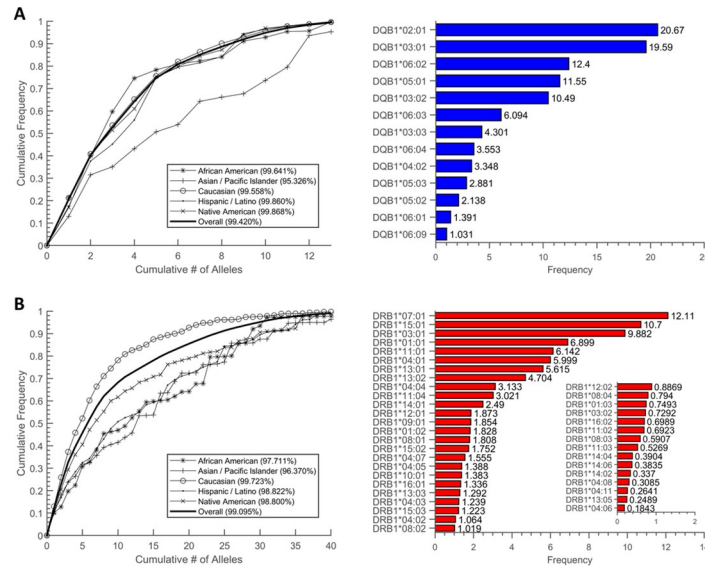 A
Cumulative Frequency
1
0.9
0.8
0.7
0.6
0.5
0.4
0.3
0.2
0.1
0
African American (99.641%)
Asian / Pacific Islander (95.326%)
Caucasian (99.558%)
Hispanic / Latino (99.860%)
Native American (99.868%)
Overall (99.420%)
0 2 4 6 8 10 12
Cumulative # of Alleles
DQB1*02:01 20.67
DQB1*03:01 19.59
DQB1*06:02 12.4
DQB1*05:01 11.55
DQB1*03:02 10.49
DQB1*06:03 6.094
DQB1*03:03 4.301
DQB1*06:04 3.553
DQB1*04:02 3.348
DQB1*05:03 2.881
DQB1*05:02 2.138
DQB1*06:01 1.391
DQB1*06:09 1.031
0 5 10 15 20 25
Frequency
B
Cumulative Frequency
1
0.9
0.8
0.7
0.6
0.5
0.4
0.3
0.2
0.1
0
African American (97.711%)
Asian / Pacific Islander (96.370%)
Caucasian (99.723%)
Hispanic / Latino (98.822%)
Native American (98.800%)
Overall (99.095%)
0 5 10 15 20 25 30 35 40
Cumulative # of Alleles
DRB1*07:01 12.11
DRB1*15:01 10.7
DRB1*03:01 9.882
DRB1*01:01 6.899
DRB1*11:01 6.142
DRB1*04:01 5.999
DRB1*13:01 5.615
DRB1*13:02 4.704
DRB1*04:04 3.133
DRB1*11:04 3.021
DRB1*14:01 2.49
DRB1*12:01 1.873
DRB1*09:01 1.854
DRB1*01:02 1.828
DRB1*08:01 1.808
DRB1*15:02 1.752
DRB1*04:07 1.555
DRB1*04:05 1.388
DRB1*10:01 1.383
DRB1*16:01 1.336
DRB1*13:03 1.292
DRB1*04:03 1.239
DRB1*15:03 1.223
DRB1*04:02 1.064
DRB1*08:02 1.019
0 2 4 6 8 10 12 14
Frequency
DRB1*12:02 0.8869
DRB1*08:04 0.794
DRB1*01:03 0.7493
DRB1*03:02 0.7292
DRB1*16:02 0.6989
DRB1*11:02 0.6923
DRB1*08:03 0.5907
DRB1*11:03 0.5269
DRB1*14:04 0.3904
DRB1*14:06 0.3835
DRB1*14:02 0.337
DRB1*04:08 0.3085
DRB1*04:11 0.2641
DRB1*13:05 0.2489
DRB1*04:06 0.1843
0 1 2